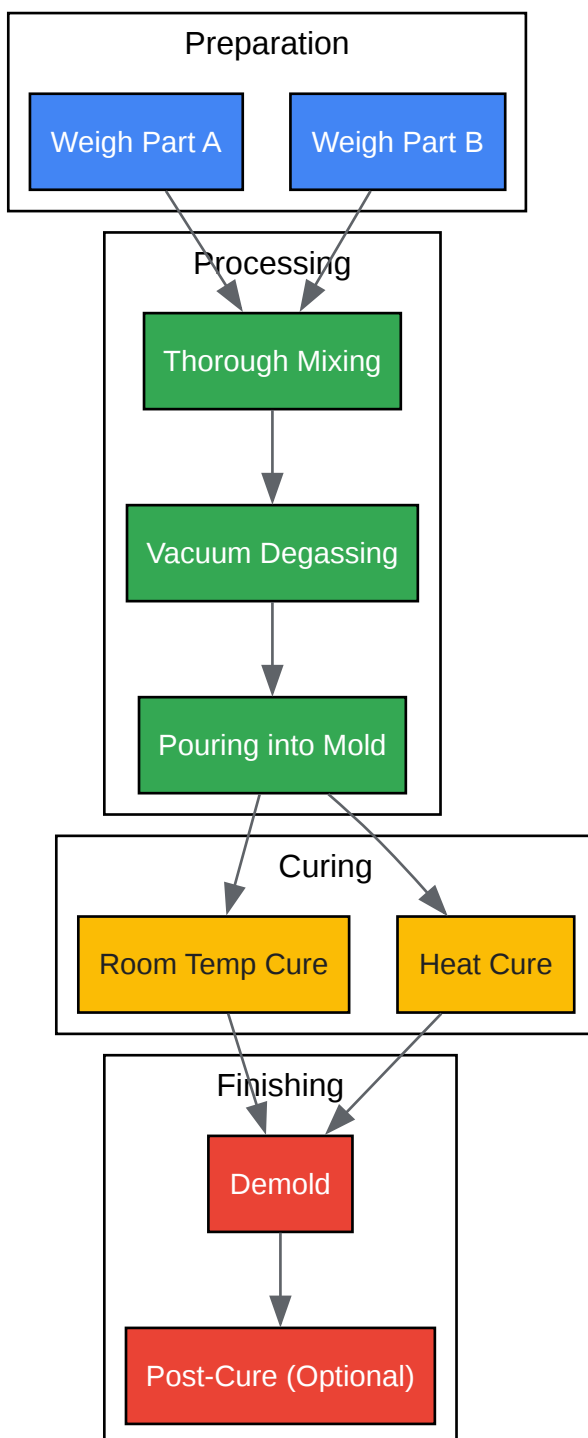 Preparation
Weigh Part A
Weigh Part B
Processing
Thorough Mixing
Vacuum Degassing
Pouring into Mold
Curing
Room Temp Cure
Heat Cure
Finishing
Demold
Post-Cure (Optional)